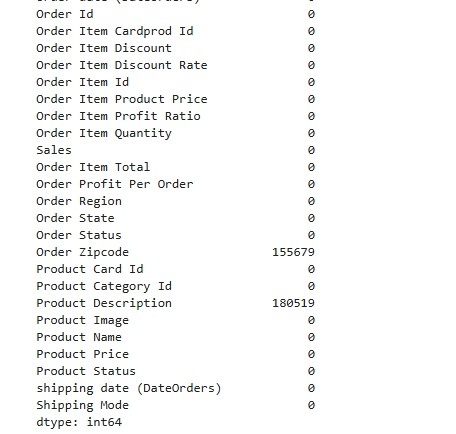 Order Id 0
Order Item Cardprod Id 0
Order Item Discount 0
Order Item Discount Rate 0
Order Item Id 0
Order Item Product Price 0
Order Item Profit Ratio 0
Order Item Quantity 0
Sales 0
Order Item Total 0
Order Profit Per Order 0
Order Region 0
Order State 0
Order Status 0
Order Zipcode 155679
Product Card Id 0
Product Category Id 0
Product Description 180519
Product Image 0
Product Name 0
Product Price 0
Product Status 0
shipping date (DateOrders) 0
Shipping Mode 0
dtype: int64